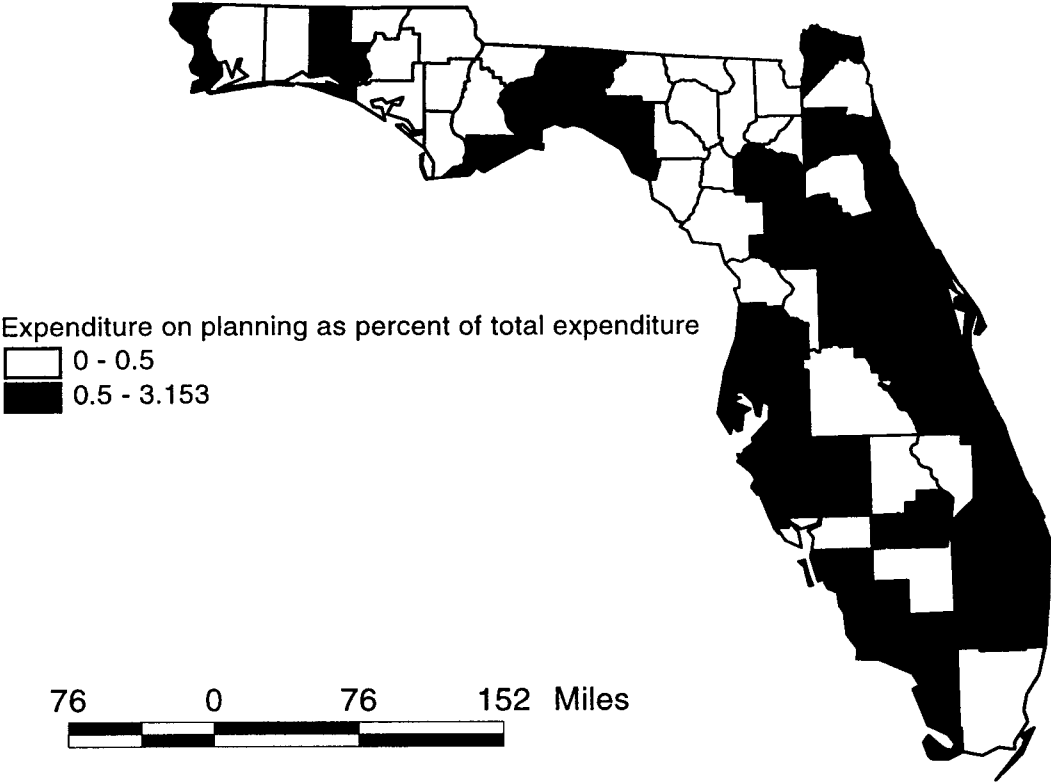 Expenditure on planning as percent of total expenditure
0 - 0.5
0.5 - 3.153
76 0 76 152 Miles